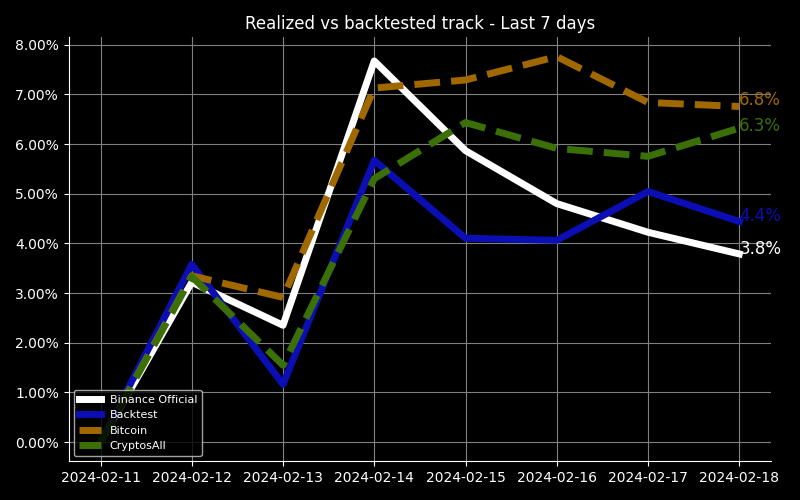 Realized vs backtested track - Last 7 days
8.00%
7.00%
6.00%
5.00%
4.00%
3.00%
2.00%
1.00%
0.00%
6.8%
6.3%
4.4%
3.8%
Binance Official
Backtest
Bitcoin
CryptosAll
2024-02-11 2024-02-12 2024-02-13 2024-02-14 2024-02-15 2024-02-16 2024-02-17 2024-02-18